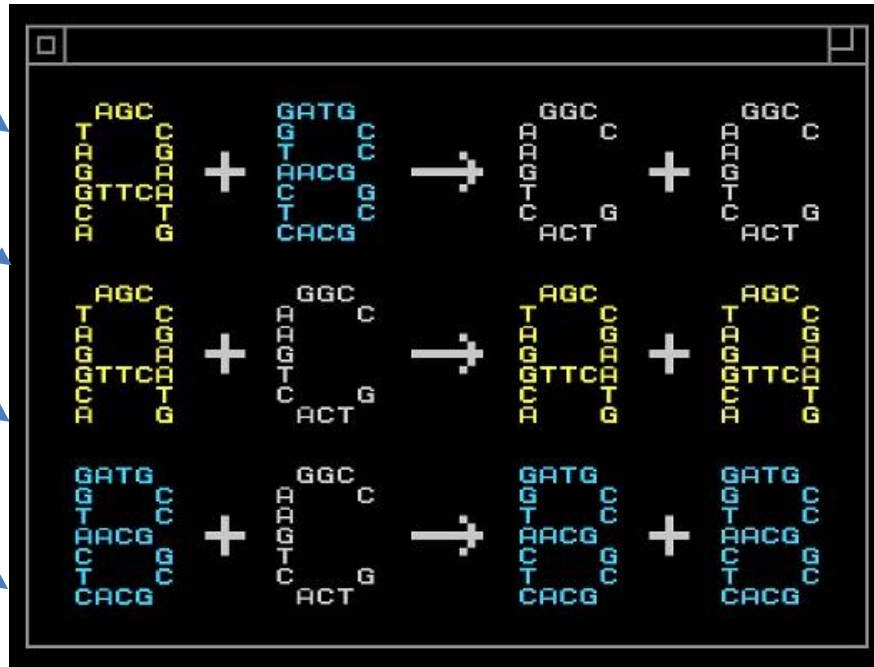 AGC GATG GGC GGC
T C G C A C A C
A G T C A A
G A + AACG → G + G
GTTCA C G T T
C T T C C G C G
A G CACG ACT ACT
AGC GGC AGC AGC
T C A C T C T C
A G A A G A G
G A + G → G A + G A
GTTCA T GTTCA GTTCA
C T C G C T C T
A G ACT A G A G
GATG GGC GATG GATG
G C A C G C G C
T C A T C T C
AACG + G → AACG + AACG
C G T C G C G
T C C G T C T C
CACG ACT CACG CACG